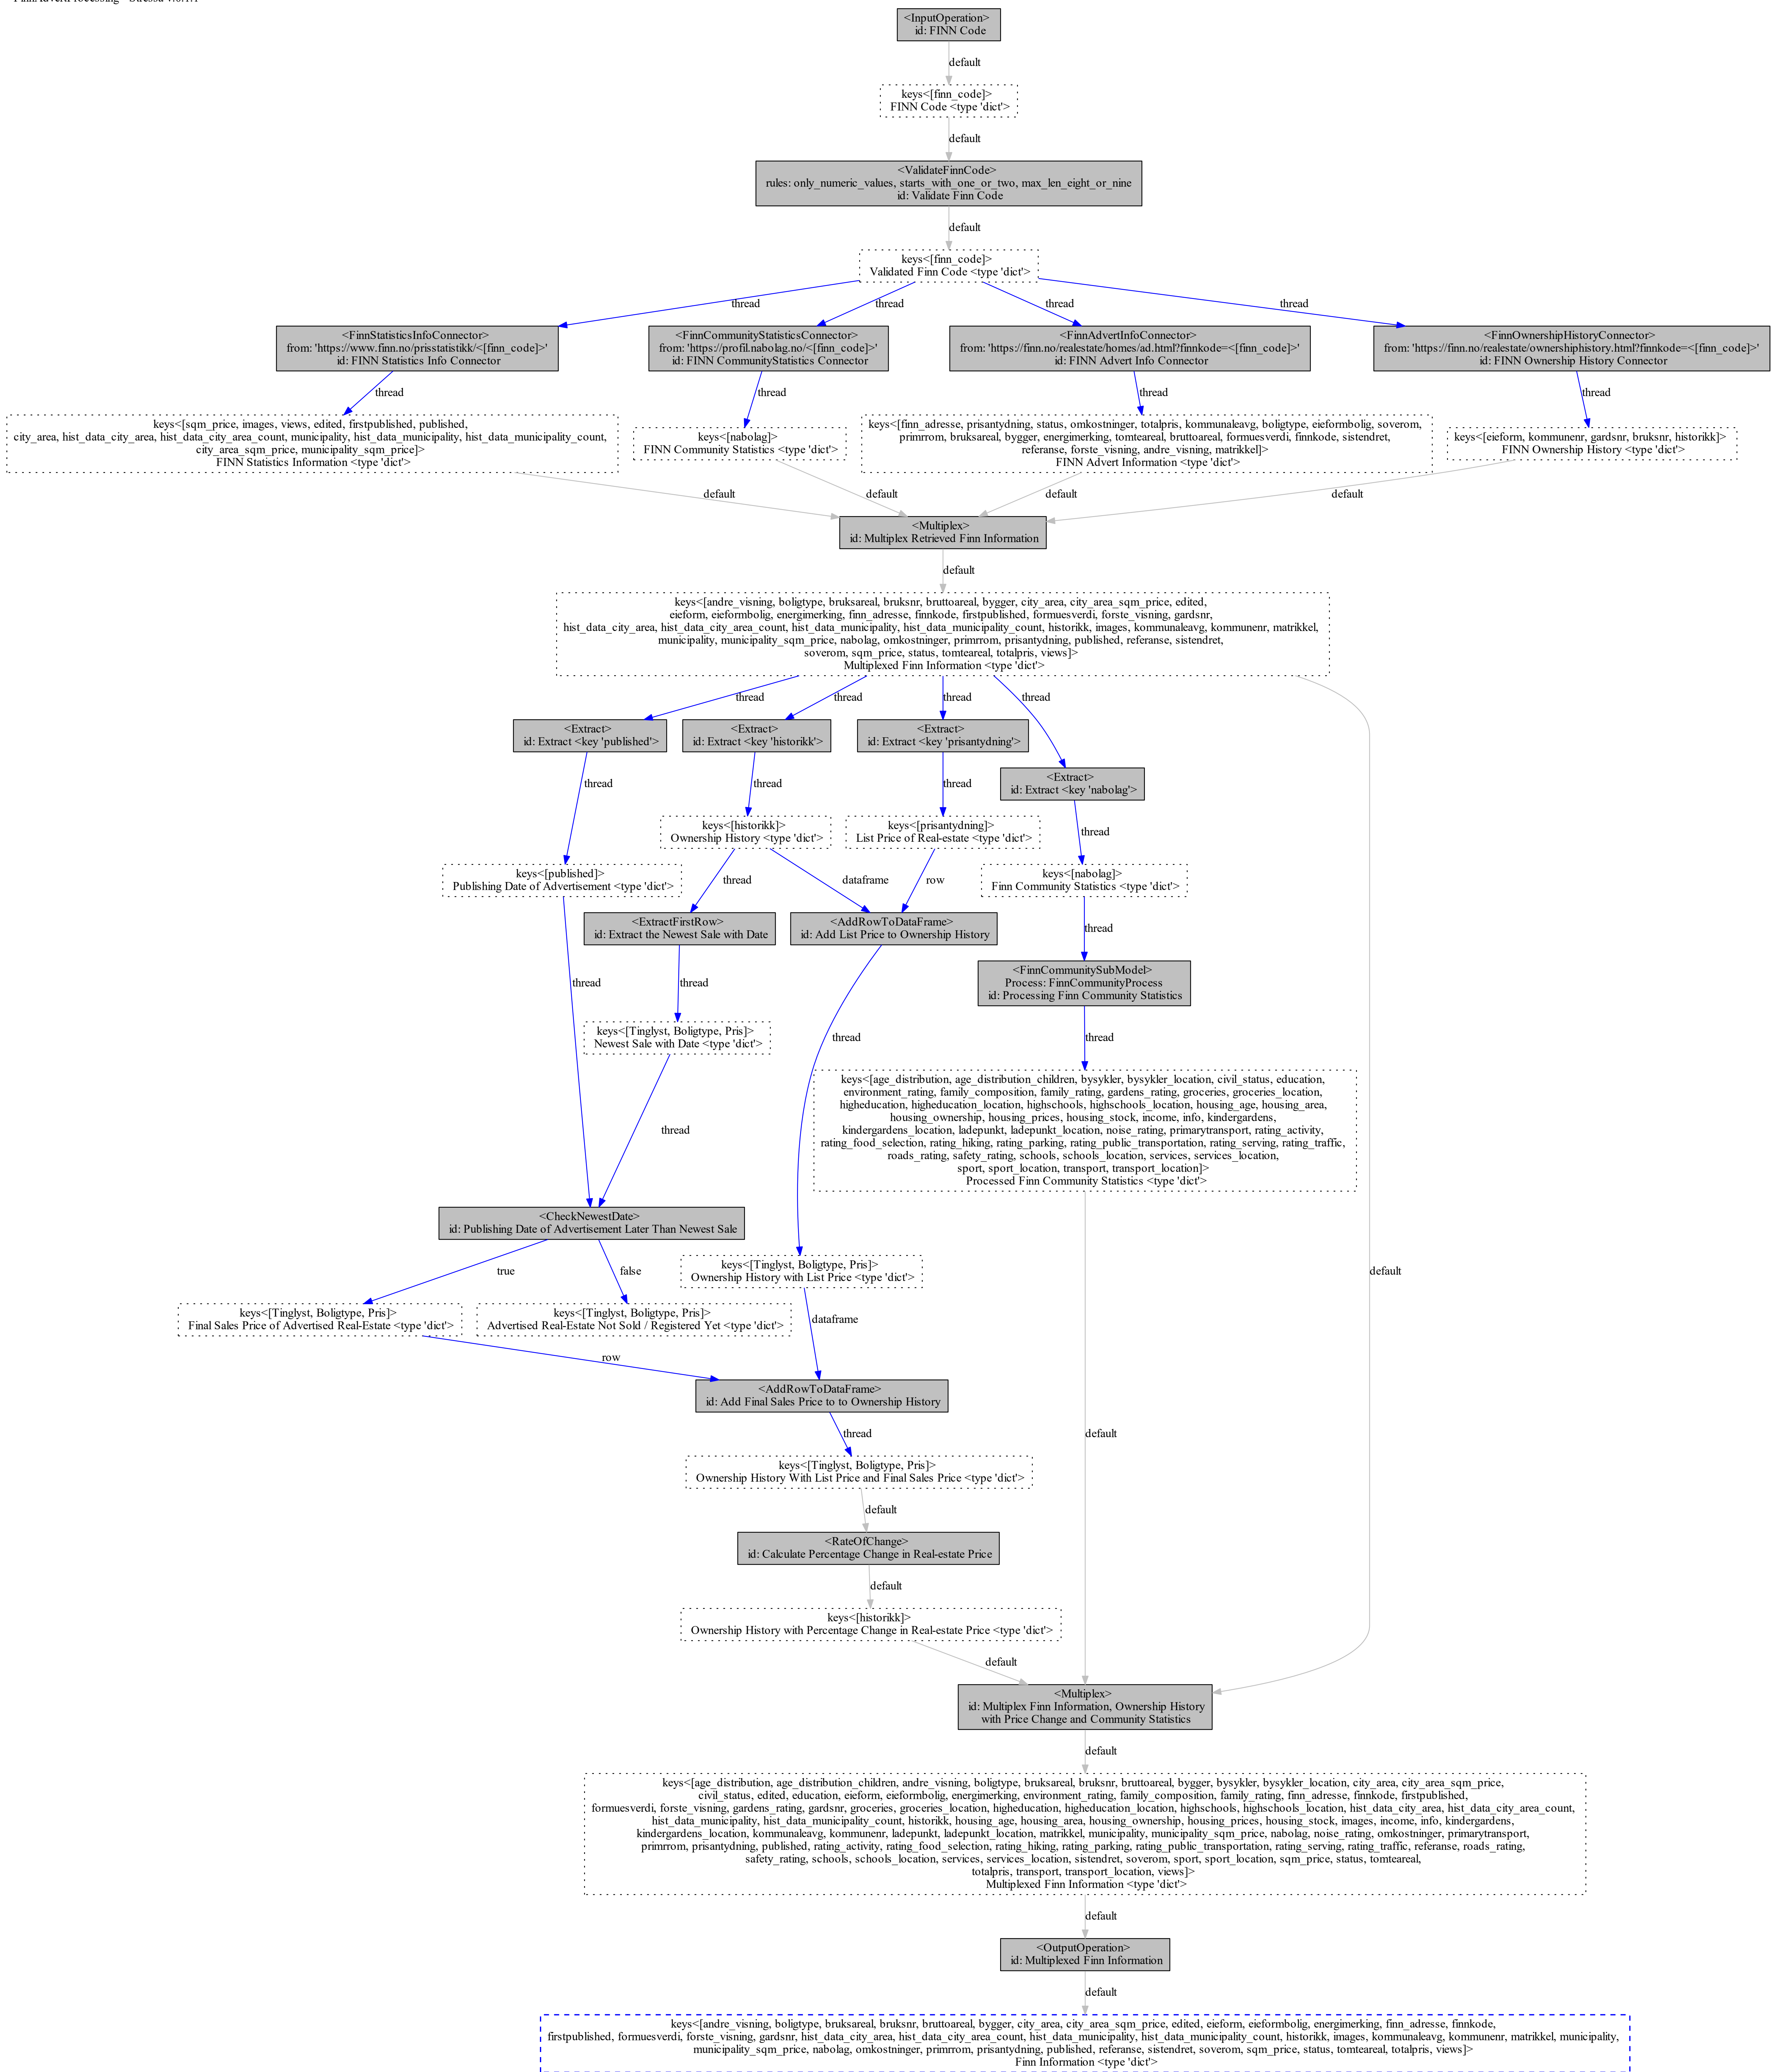 <InputOperation>
id: FINN Code
default
keys<[finn_code]>
FINN Code <type 'dict'>
default
<ValidateFinnCode>
rules: only_numeric_values, starts_with_one_or_two, max_len_eight_or_nine
id: Validate Finn Code
default
keys<[finn_code]>
Validated Finn Code <type 'dict'>
thread
thread
thread
thread
<FinnStatisticsInfoConnector>
from: 'https://www.finn.no/prisstatistikk/<[finn_code]>'
id: FINN Statistics Info Connector
<FinnCommunityStatisticsConnector>
from: 'https://profil.nabolag.no/<[finn_code]>'
id: FINN CommunityStatistics Connector
<FinnAdvertInfoConnector>
from: 'https://finn.no/realestate/homes/ad.html?finnkode=<[finn_code]>'
id: FINN Advert Info Connector
<FinnOwnershipHistoryConnector>
from: 'https://finn.no/realestate/ownershiphistory.html?finnkode=<[finn_code]>'
id: FINN Ownership History Connector
thread
thread
thread
thread
keys<[sqm_price, images, views, edited, firstpublished, published,
city_area, hist_data_city_area, hist_data_city_area_count, municipality, hist_data_municipality, hist_data_municipality_count,
city_area_sqm_price, municipality_sqm_price]>
FINN Statistics Information <type 'dict'>
keys<[nabolag]>
FINN Community Statistics <type 'dict'>
keys<[finn_adresse, prisantydning, status, omkostninger, totalpris, kommunaleavg, boligtype, eieformbolig, soverom,
primrrom, bruksareal, bygger, energimerking, tomteareal, bruttoareal, formuesverdi, finnkode, sistendret,
referanse, forste_visning, andre_visning, matrikkel]>
FINN Advert Information <type 'dict'>
keys<[eieform, kommunenr, gardsnr, bruksnr, historikk]>
FINN Ownership History <type 'dict'>
default
default
default
default
<Multiplex>
id: Multiplex Retrieved Finn Information
default
keys<[andre_visning, boligtype, bruksareal, bruksnr, bruttoareal, bygger, city_area, city_area_sqm_price, edited,
eieform, eieformbolig, energimerking, finn_adresse, finnkode, firstpublished, formuesverdi, forste_visning, gardsnr,
hist_data_city_area, hist_data_city_area_count, hist_data_municipality, hist_data_municipality_count, historikk, images, kommunaleavg, kommunenr, matrikkel,
municipality, municipality_sqm_price, nabolag, omkostninger, primrrom, prisantydning, published, referanse, sistendret,
soverom, sqm_price, status, tomteareal, totalpris, views]>
Multiplexed Finn Information <type 'dict'>
thread
thread
thread
thread
<Extract>
id: Extract <key 'published'>
<Extract>
id: Extract <key 'historikk'>
<Extract>
id: Extract <key 'prisantydning'>
<Extract>
id: Extract <key 'nabolag'>
thread
thread
thread
thread
keys<[historikk]>
Ownership History <type 'dict'>
keys<[prisantydning]>
List Price of Real-estate <type 'dict'>
keys<[published]>
Publishing Date of Advertisement <type 'dict'>
keys<[nabolag]>
Finn Community Statistics <type 'dict'>
thread
dataframe
row
<ExtractFirstRow>
id: Extract the Newest Sale with Date
<AddRowToDataFrame>
id: Add List Price to Ownership History
thread
<FinnCommunitySubModel>
Process: FinnCommunityProcess
id: Processing Finn Community Statistics
thread
thread
keys<[Tinglyst, Boligtype, Pris]>
Newest Sale with Date <type 'dict'>
thread
thread
keys<[age_distribution, age_distribution_children, bysykler, bysykler_location, civil_status, education,
environment_rating, family_composition, family_rating, gardens_rating, groceries, groceries_location,
higheducation, higheducation_location, highschools, highschools_location, housing_age, housing_area,
housing_ownership, housing_prices, housing_stock, income, info, kindergardens,
kindergardens_location, ladepunkt, ladepunkt_location, noise_rating, primarytransport, rating_activity,
rating_food_selection, rating_hiking, rating_parking, rating_public_transportation, rating_serving, rating_traffic,
roads_rating, safety_rating, schools, schools_location, services, services_location,
sport, sport_location, transport, transport_location]>
Processed Finn Community Statistics <type 'dict'>
thread
<CheckNewestDate>
id: Publishing Date of Advertisement Later Than Newest Sale
true
false
keys<[Tinglyst, Boligtype, Pris]>
Ownership History with List Price <type 'dict'>
default
keys<[Tinglyst, Boligtype, Pris]>
Final Sales Price of Advertised Real-Estate <type 'dict'>
keys<[Tinglyst, Boligtype, Pris]>
Advertised Real-Estate Not Sold / Registered Yet <type 'dict'>
dataframe
row
<AddRowToDataFrame>
id: Add Final Sales Price to to Ownership History
thread
default
keys<[Tinglyst, Boligtype, Pris]>
Ownership History With List Price and Final Sales Price <type 'dict'>
default
<RateOfChange>
id: Calculate Percentage Change in Real-estate Price
default
keys<[historikk]>
Ownership History with Percentage Change in Real-estate Price <type 'dict'>
default
<Multiplex>
id: Multiplex Finn Information, Ownership History
with Price Change and Community Statistics
default
keys<[age_distribution, age_distribution_children, andre_visning, boligtype, bruksareal, bruksnr, bruttoareal, bygger, bysykler, bysykler_location, city_area, city_area_sqm_price,
civil_status, edited, education, eieform, eieformbolig, energimerking, environment_rating, family_composition, family_rating, finn_adresse, finnkode, firstpublished,
formuesverdi, forste_visning, gardens_rating, gardsnr, groceries, groceries_location, higheducation, higheducation_location, highschools, highschools_location, hist_data_city_area, hist_data_city_area_count,
hist_data_municipality, hist_data_municipality_count, historikk, housing_age, housing_area, housing_ownership, housing_prices, housing_stock, images, income, info, kindergardens,
kindergardens_location, kommunaleavg, kommunenr, ladepunkt, ladepunkt_location, matrikkel, municipality, municipality_sqm_price, nabolag, noise_rating, omkostninger, primarytransport,
primrrom, prisantydning, published, rating_activity, rating_food_selection, rating_hiking, rating_parking, rating_public_transportation, rating_serving, rating_traffic, referanse, roads_rating,
safety_rating, schools, schools_location, services, services_location, sistendret, soverom, sport, sport_location, sqm_price, status, tomteareal,
totalpris, transport, transport_location, views]>
Multiplexed Finn Information <type 'dict'>
default
<OutputOperation>
id: Multiplexed Finn Information
default
keys<[andre_visning, boligtype, bruksareal, bruksnr, bruttoareal, bygger, city_area, city_area_sqm_price, edited, eieform, eieformbolig, energimerking, finn_adresse, finnkode,
firstpublished, formuesverdi, forste_visning, gardsnr, hist_data_city_area, hist_data_city_area_count, hist_data_municipality, hist_data_municipality_count, historikk, images, kommunaleavg, kommunenr, matrikkel, municipality,
municipality_sqm_price, nabolag, omkostninger, primrrom, prisantydning, published, referanse, sistendret, soverom, sqm_price, status, tomteareal, totalpris, views]>
Finn Information <type 'dict'>